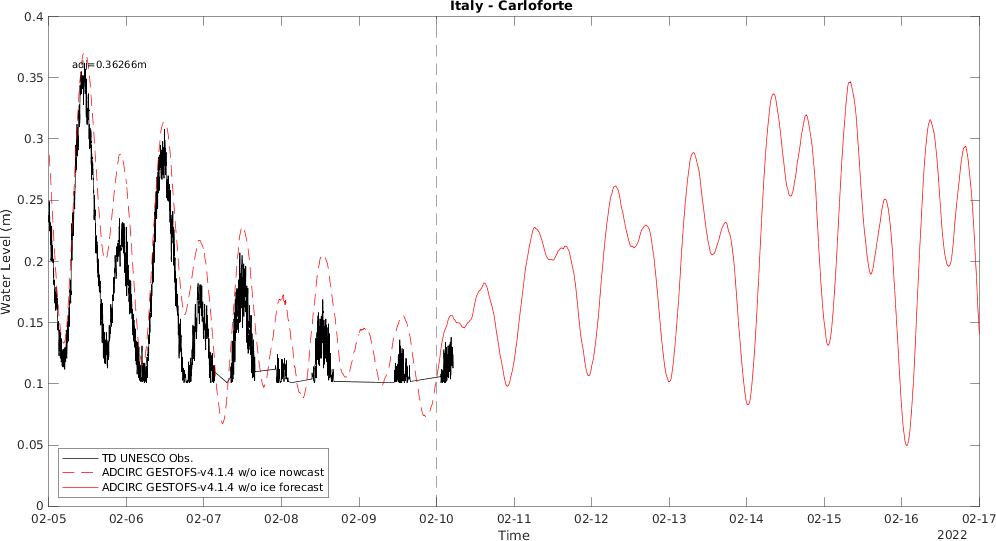 Italy - Carloforte
0.4
0.35
0.3
0.25
0.2
0.15
0.1
0.05
0
Water Level (m)
adj=0.36266m
TD UNESCO Obs.
ADCIRC GESTOFS-v4.1.4 w/o ice nowcast
ADCIRC GESTOFS-v4.1.4 w/o ice forecast
02-05 02-06 02-07 02-08 02-09 02-10 02-11 02-12 02-13 02-14 02-15 02-16 02-17
Time
2022